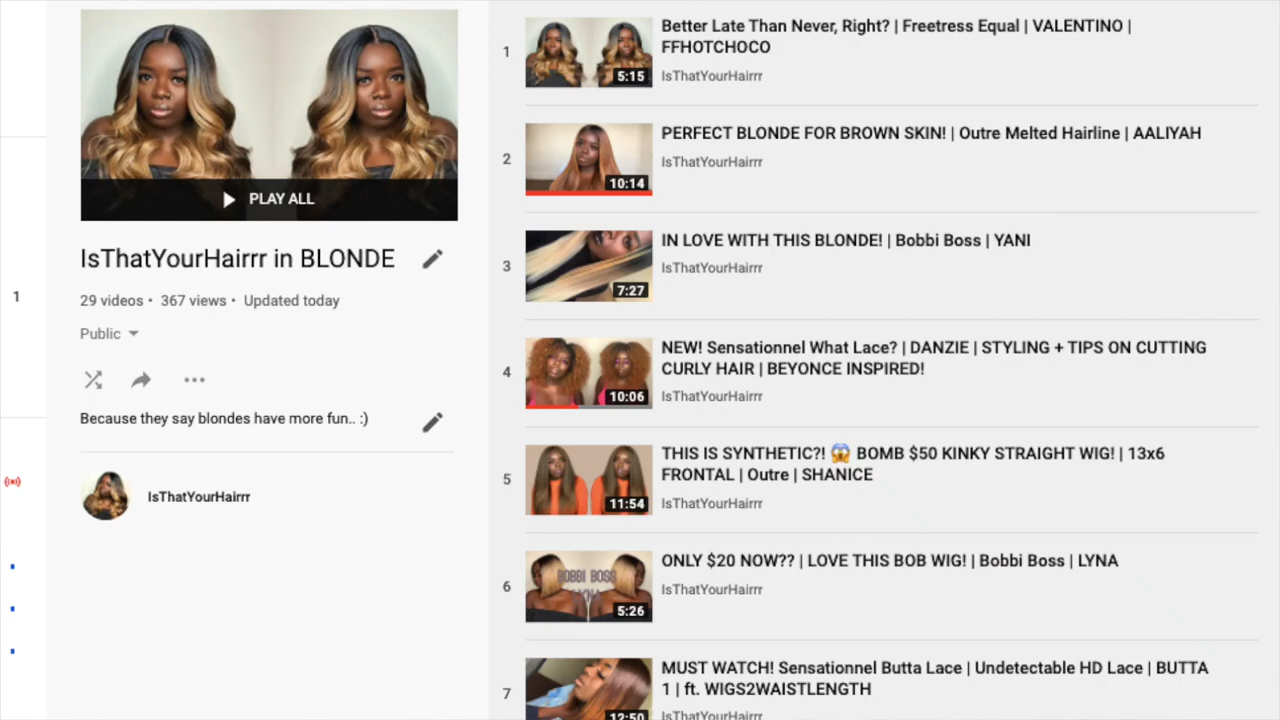 PLAY ALL
IsThatYourHairrr in BLONDE
29 videos • 367 views • Updated today
Public
Because they say blondes have more fun.. :)
IsThatYourHairrr
1
1
5:15
Better Late Than Never, Right? | Freetress Equal | VALENTINO |
FFHOTCHOCO
IsThatYourHairrr
2
10:14
PERFECT BLONDE FOR BROWN SKIN! | Outre Melted Hairline | AALIYAH
IsThatYourHairrr
3
7:27
IN LOVE WITH THIS BLONDE! | Bobbi Boss | YANI
IsThatYourHairrr
4
10:06
NEW! Sensationnel What Lace? | DANZIE | STYLING + TIPS ON CUTTING
CURLY HAIR | BEYONCE INSPIRED!
IsThatYourHairrr
5
11:54
THIS IS SYNTHETIC?! 😱 BOMB $50 KINKY STRAIGHT WIG! | 13x6
FRONTAL | Outre | SHANICE
IsThatYourHairrr
6
BOBBI BOSS
5:26
ONLY $20 NOW?? | LOVE THIS BOB WIG! | Bobbi Boss | LYNA
IsThatYourHairrr
7
12:50
MUST WATCH! Sensationnel Butta Lace | Undetectable HD Lace | BUTTA
1 | ft. WIGS2WAISTLENGTH
IsThatYourHairrr